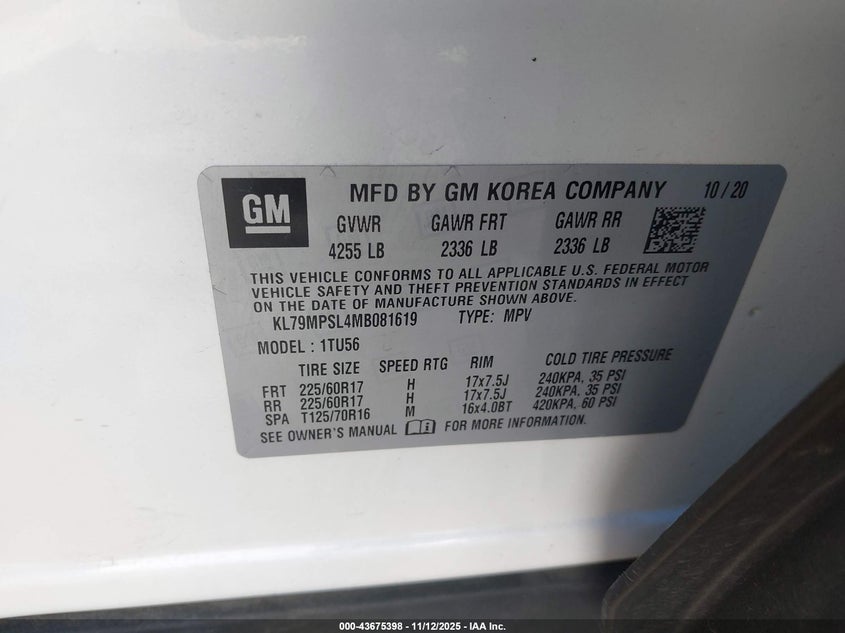 GM MFD BY GM KOREA COMPANY 10 / 20
GVWR GAWR FRT GAWR RR
4255 LB 2336 LB 2336 LB
THIS VEHICLE CONFORMS TO ALL APPLICABLE U.S. FEDERAL MOTOR
VEHICLE SAFETY AND THEFT PREVENTION STANDARDS IN EFFECT
ON THE DATE OF MANUFACTURE SHOWN ABOVE.
KL79MPSL4MB081619 TYPE: MPV
MODEL : 1TU56
TIRE SIZE SPEED RTG RIM COLD TIRE PRESSURE
FRT 225/60R17 H 17x7.5J 240KPA, 35 PSI
RR 225/60R17 H 17x7.5J 240KPA, 35 PSI
SPA T125/70R16 M 16x4.0BT 420KPA, 60 PSI
SEE OWNER'S MANUAL FOR MORE INFORMATION.
000-43675398 - 11/12/2025 - IAA Inc.